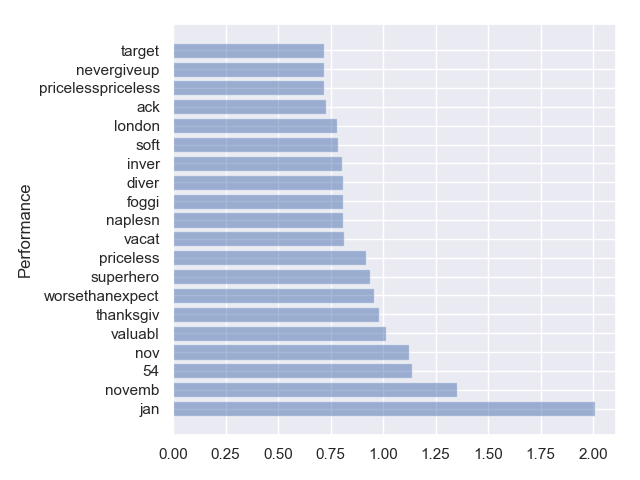 target
nevergiveup
pricelesspriceless
ack
london
soft
inver
diver
foggi
naplesn
vacat
priceless
superhero
worsethanexpect
thanksgiv
valuabl
nov
54
novemb
jan
Performance
0.00 0.25 0.50 0.75 1.00 1.25 1.50 1.75 2.00